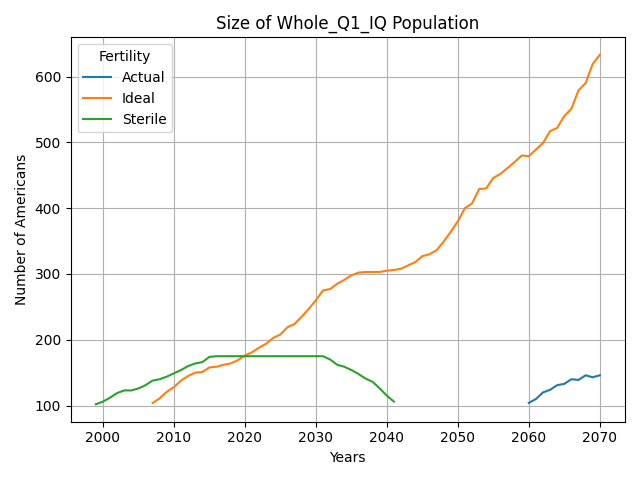 Size of Whole_Q1_IQ Population
Fertility
Actual
Ideal
Sterile
Number of Americans
600
500
400
300
200
100
2000 2010 2020 2030 2040 2050 2060 2070
Years